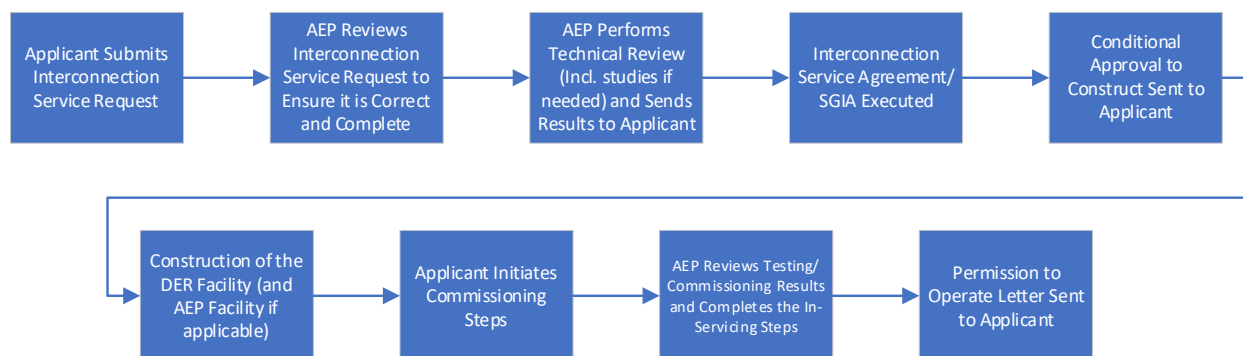 Applicant Submits
Interconnection
Service Request
AEP Reviews
Interconnection
Service Request to
Ensure it is Correct
and Complete
AEP Performs
Technical Review
(Incl. studies if
needed) and Sends
Results to Applicant
Interconnection
Service Agreement/
SGIA Executed
Conditional
Approval to
Construct Sent to
Applicant
Construction of the
DER Facility (and
AEP Facility if
applicable)
Applicant Initiates
Commissioning
Steps
AEP Reviews Testing/
Commissioning Results
and Completes the In-
Servicing Steps
Permission to
Operate Letter Sent
to Applicant